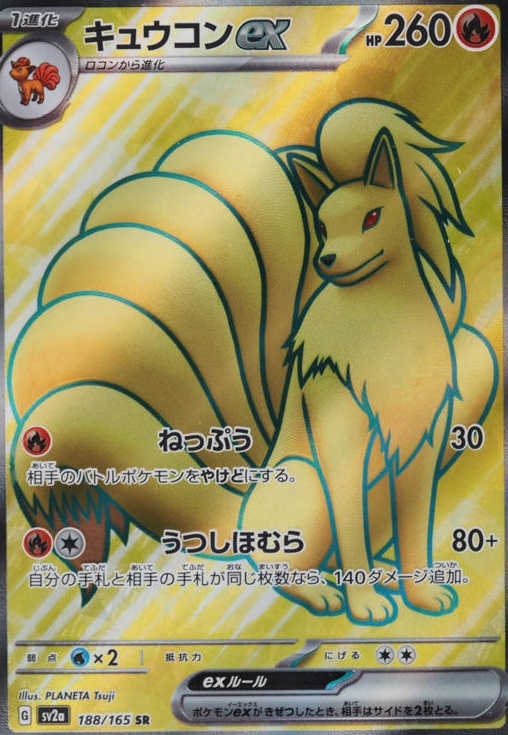 1進化 キュウコンex HP260
ロコンから進化
ねっぷう 30
相手のバトルポケモンをやけどにする。
うつしほむら 80+
自分の手札と相手の手札が同じ枚数なら、140ダメージ追加。
弱点 ×2 抵抗力 にげる
Illus. PLANETA Tsuji
exルール
G sv2a 188/165 SR
ポケモンexがきぜつしたとき、相手はサイドを2枚とる。